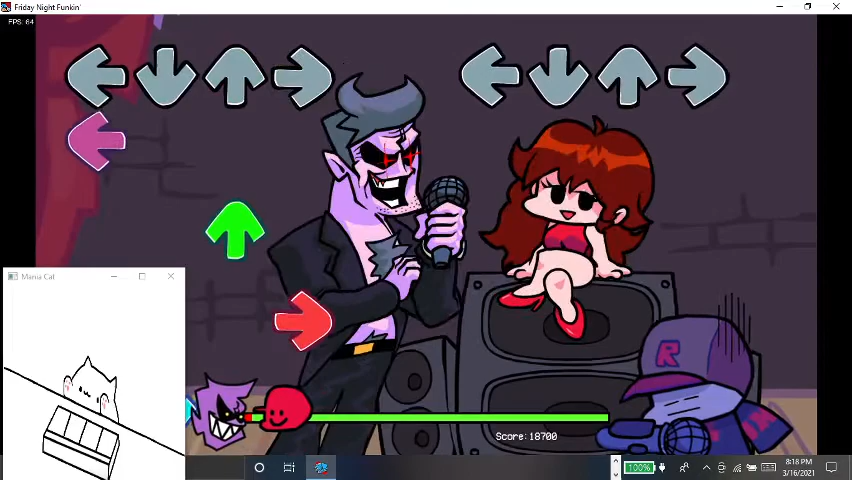 Friday Night Funkin'
FPS: 64
Mania Cat
R
Score:18700
100%
8:18 PM
3/16/2021